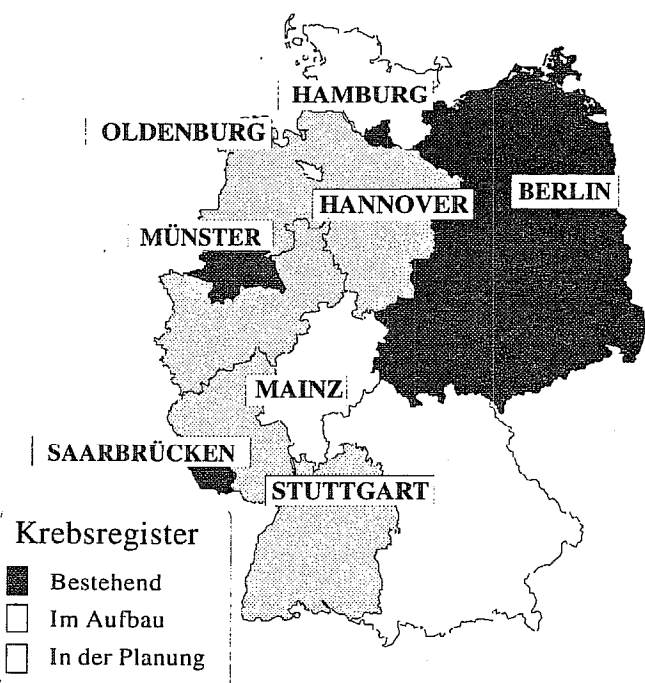 HAMBURG
OLDENBURG
HANNOVER
BERLIN
MÜNSTER
MAINZ
SAARBRÜCKEN
STUTTGART
Krebsregister
Bestehend
Im Aufbau
In der Planung